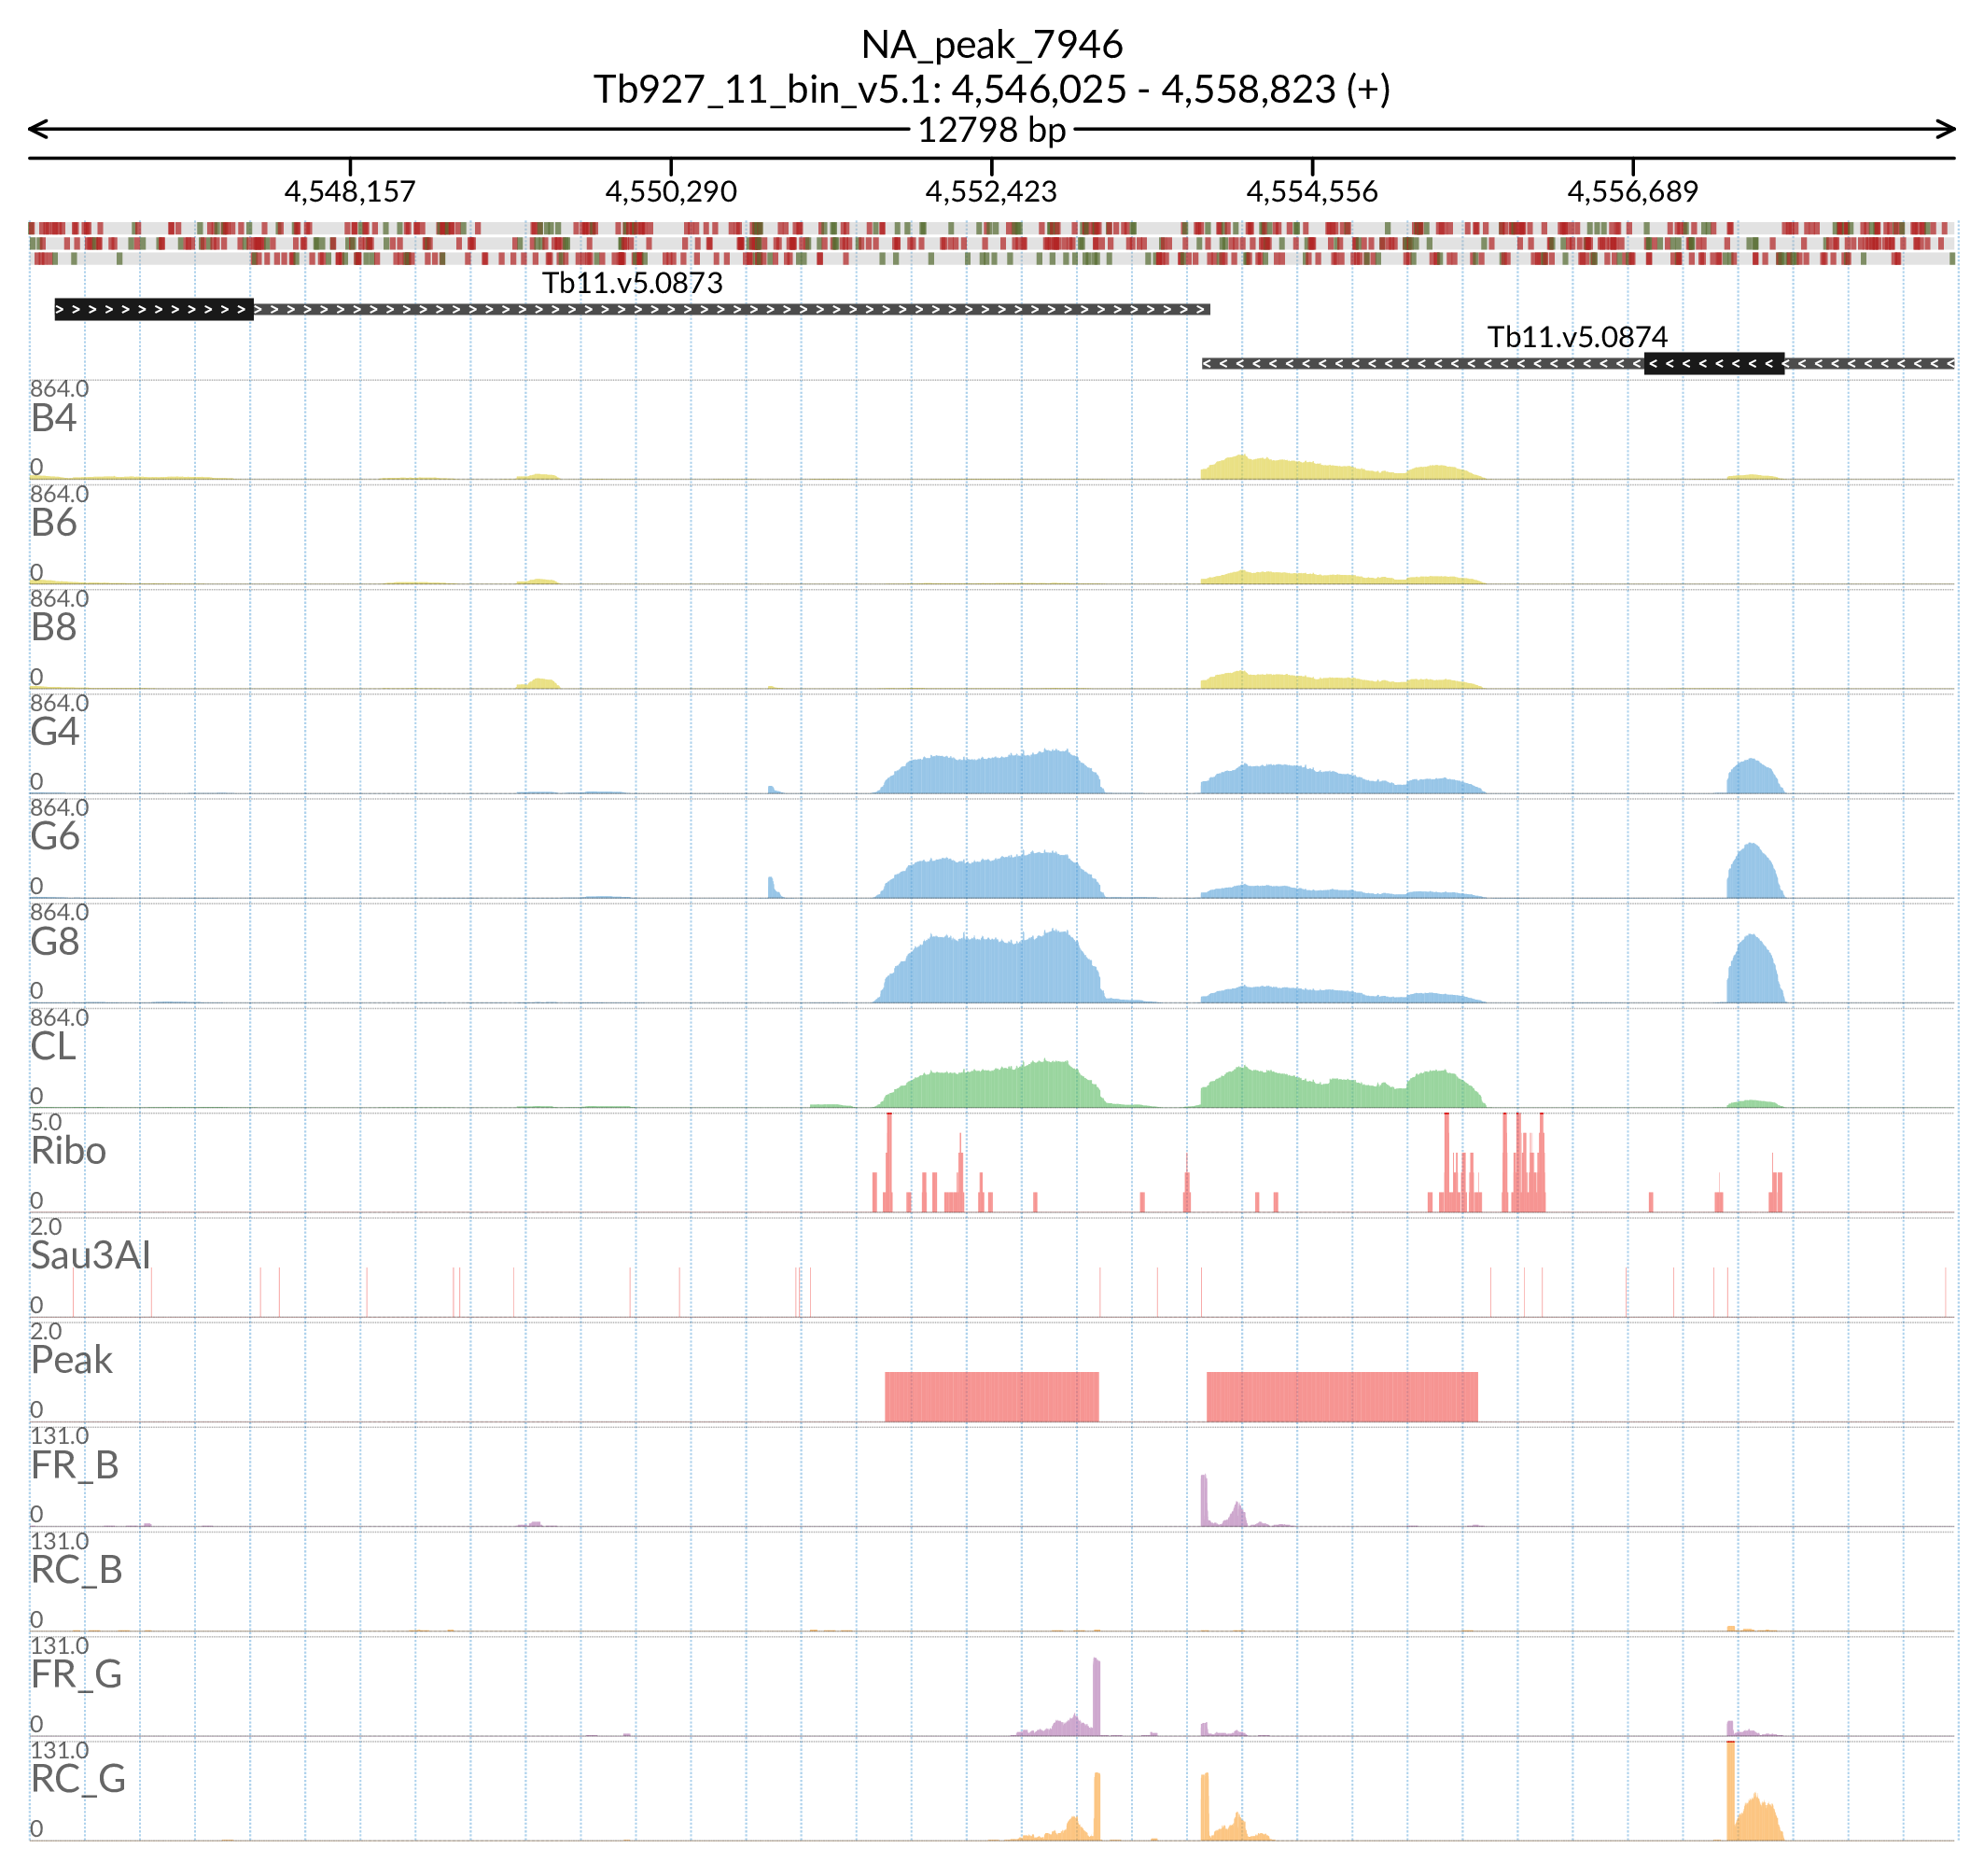 NA_peak_7946
Tb927_11_bin_v5.1: 4,546,025 - 4,558,823 (+)
12798 bp
4,548,157 4,550,290 4,552,423 4,554,556 4,556,689
Tb11.v5.0873
Tb11.v5.0874
864.0
B4
0
864.0
B6
0
864.0
B8
0
864.0
G4
0
864.0
G6
0
864.0
G8
0
864.0
CL
0
5.0
Ribo
0
2.0
Sau3AI
0
2.0
Peak
0
131.0
FR_B
0
131.0
RC_B
0
131.0
FR_G
0
131.0
RC_G
0